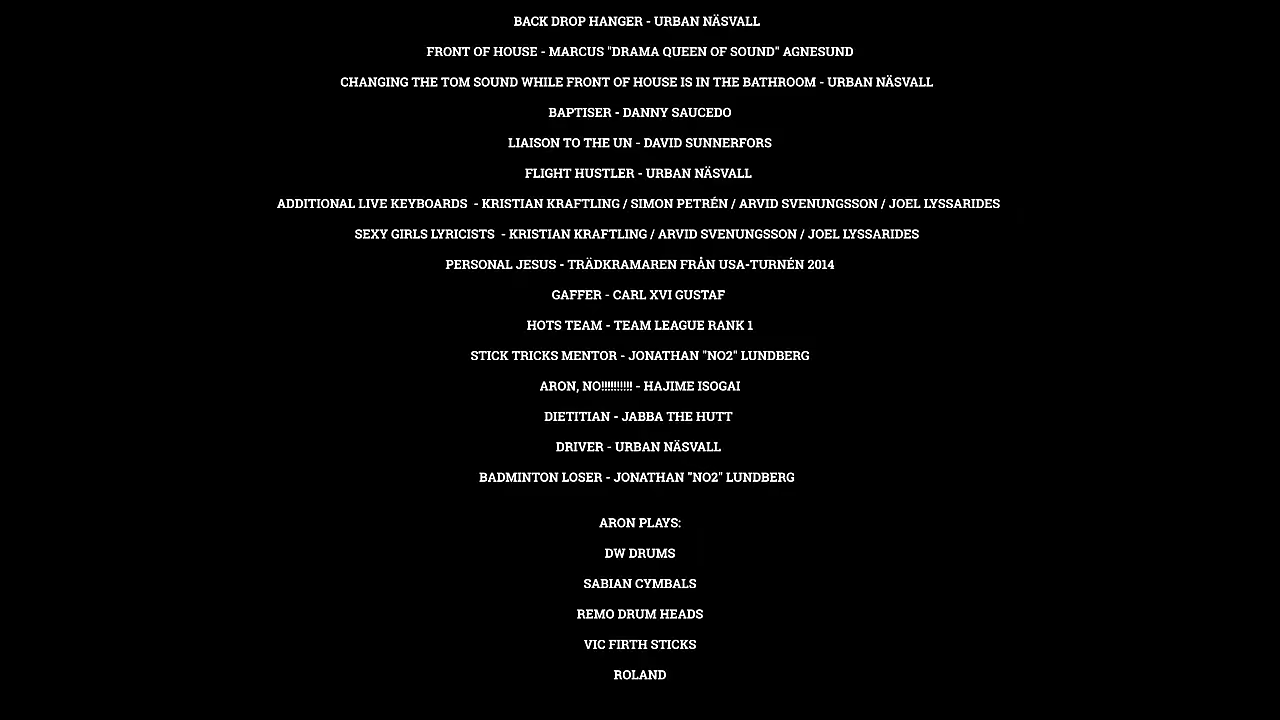 BACK DROP HANGER - URBAN NÄSVALL
FRONT OF HOUSE - MARCUS "DRAMA QUEEN OF SOUND" AGNESUND
CHANGING THE TOM SOUND WHILE FRONT OF HOUSE IS IN THE BATHROOM - URBAN NÄSVALL
BAPTISER - DANNY SAUCEDO
LIAISON TO THE UN - DAVID SUNNERFORS
FLIGHT HUSTLER - URBAN NÄSVALL
ADDITIONAL LIVE KEYBOARDS  - KRISTIAN KRAFTLING / SIMON PETRÉN / ARVID SVENUNGSSON / JOEL LYSSARIDES
SEXY GIRLS LYRICISTS  - KRISTIAN KRAFTLING / ARVID SVENUNGSSON / JOEL LYSSARIDES
PERSONAL JESUS - TRÄDKRAMAREN FRÅN USA-TURNÉN 2014
GAFFER - CARL XVI GUSTAF
HOTS TEAM - TEAM LEAGUE RANK 1
STICK TRICKS MENTOR - JONATHAN "NO2" LUNDBERG
ARON, NO!!!!!!!!!! - HAJIME ISOGAI
DIETITIAN - JABBA THE HUTT
DRIVER - URBAN NÄSVALL
BADMINTON LOSER - JONATHAN "NO2" LUNDBERG
ARON PLAYS:
DW DRUMS
SABIAN CYMBALS
REMO DRUM HEADS
VIC FIRTH STICKS
ROLAND